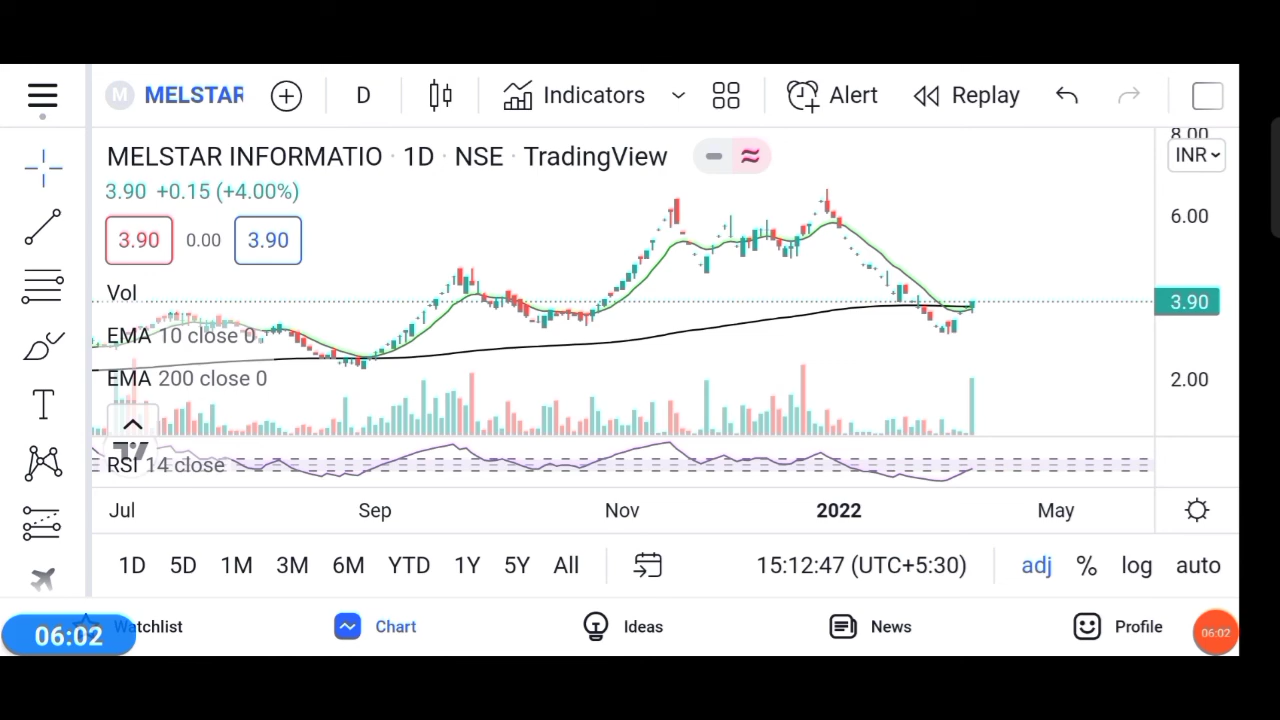 M MELSTAR D Indicators Alert Replay
MELSTAR INFORMATIO · 1D · NSE · TradingView
8.00
INR
3.90 +0.15 (+4.00%)
6.00
3.90 0.00 3.90
Vol
3.90
EMA 10 close 0
EMA 200 close 0
2.00
RSI 14 close
Jul Sep Nov 2022 May
1D 5D 1M 3M 6M YTD 1Y 5Y All 15:12:47 (UTC+5:30) adj % log auto
Watchlist Chart Ideas News Profile
06:02
06:02